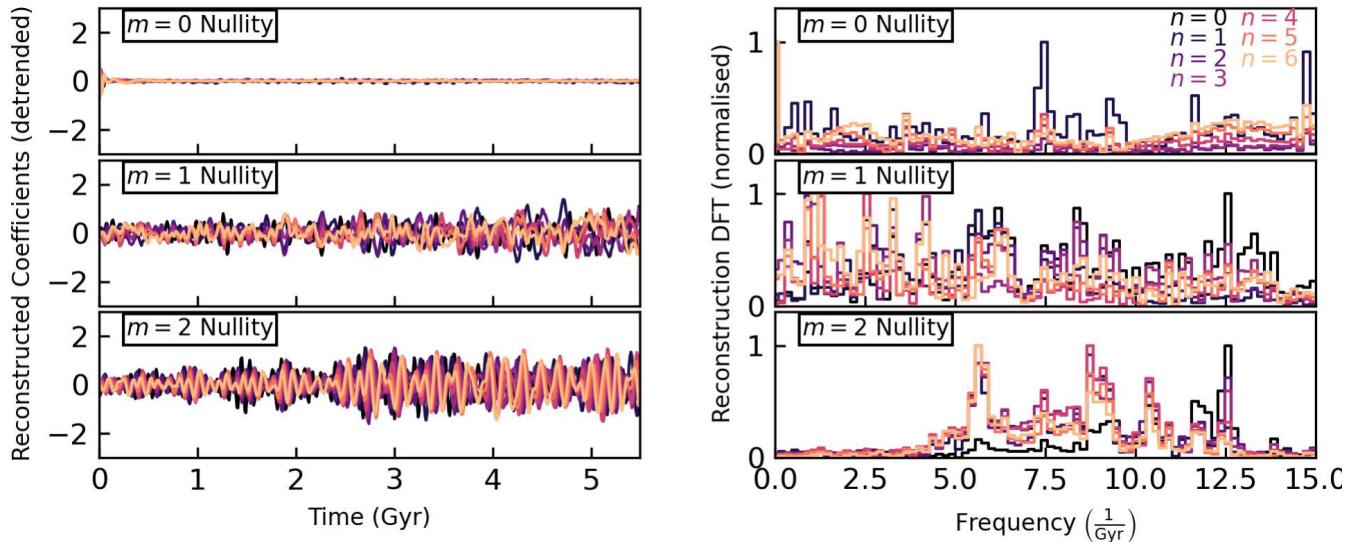 Reconstructed Coefficients (detrended)
2
0
−2
m = 0 Nullity
2
0
−2
m = 1 Nullity
2
0
−2
m = 2 Nullity
0 1 2 3 4 5
Time (Gyr)
Reconstruction DFT (normalised)
1
0
m = 0 Nullity
n = 0 n = 4
n = 1 n = 5
n = 2 n = 6
n = 3
1
0
m = 1 Nullity
1
0
m = 2 Nullity
0.0 2.5 5.0 7.5 10.0 12.5 15.0
Frequency (1/Gyr)